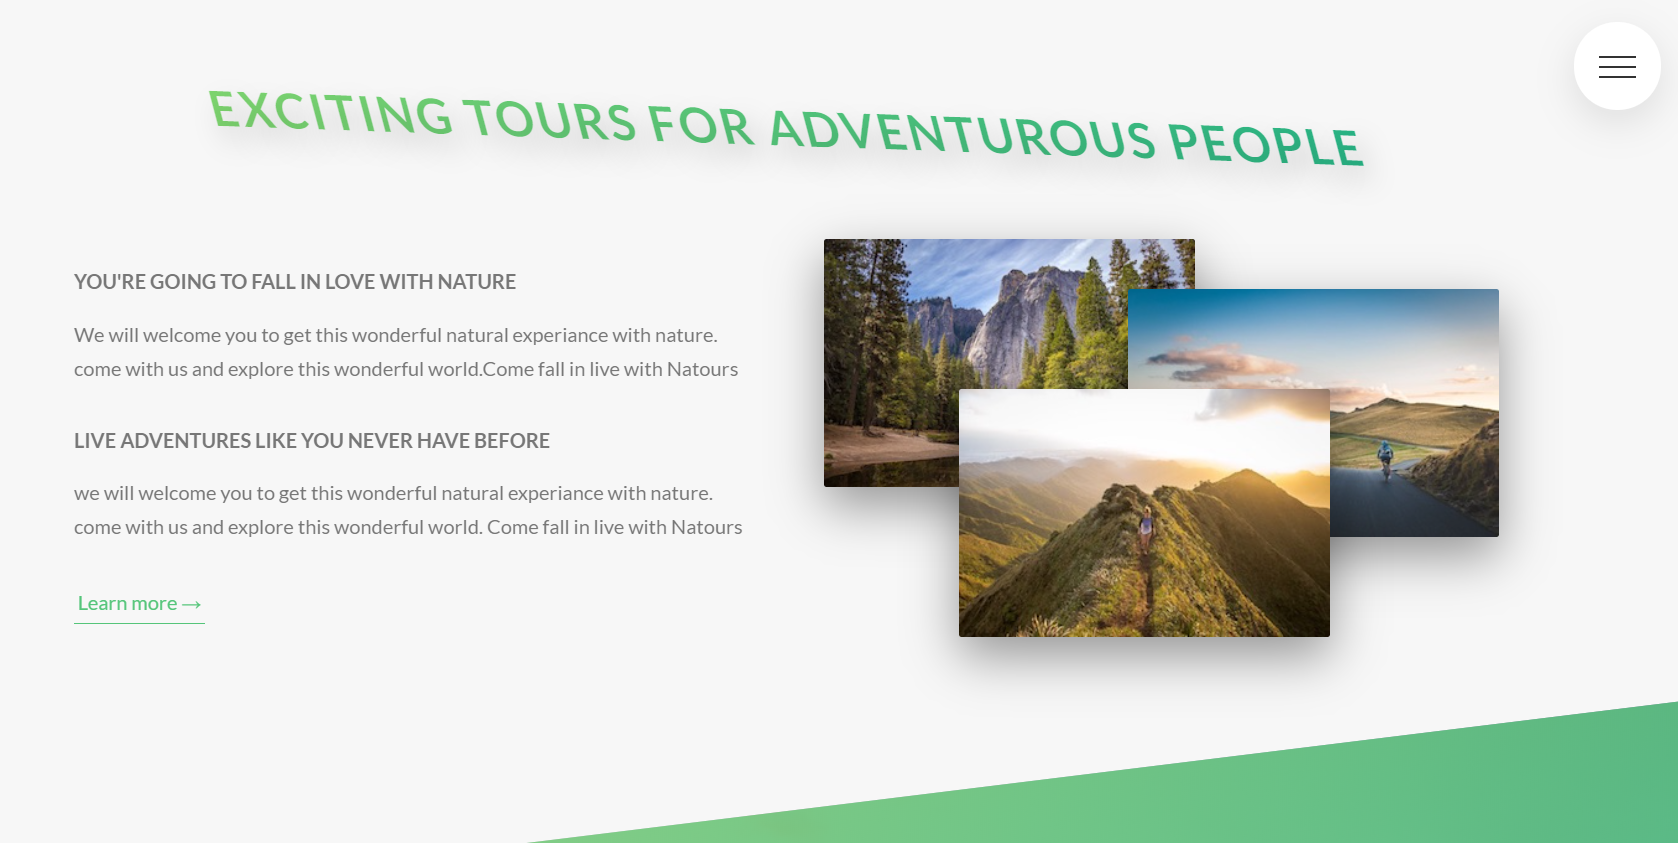 EXCITING TOURS FOR ADVENTUROUS PEOPLE
YOU'RE GOING TO FALL IN LOVE WITH NATURE
We will welcome you to get this wonderful natural experiance with nature.
come with us and explore this wonderful world.Come fall in live with Natours
LIVE ADVENTURES LIKE YOU NEVER HAVE BEFORE
we will welcome you to get this wonderful natural experiance with nature.
come with us and explore this wonderful world. Come fall in live with Natours
Learn more →